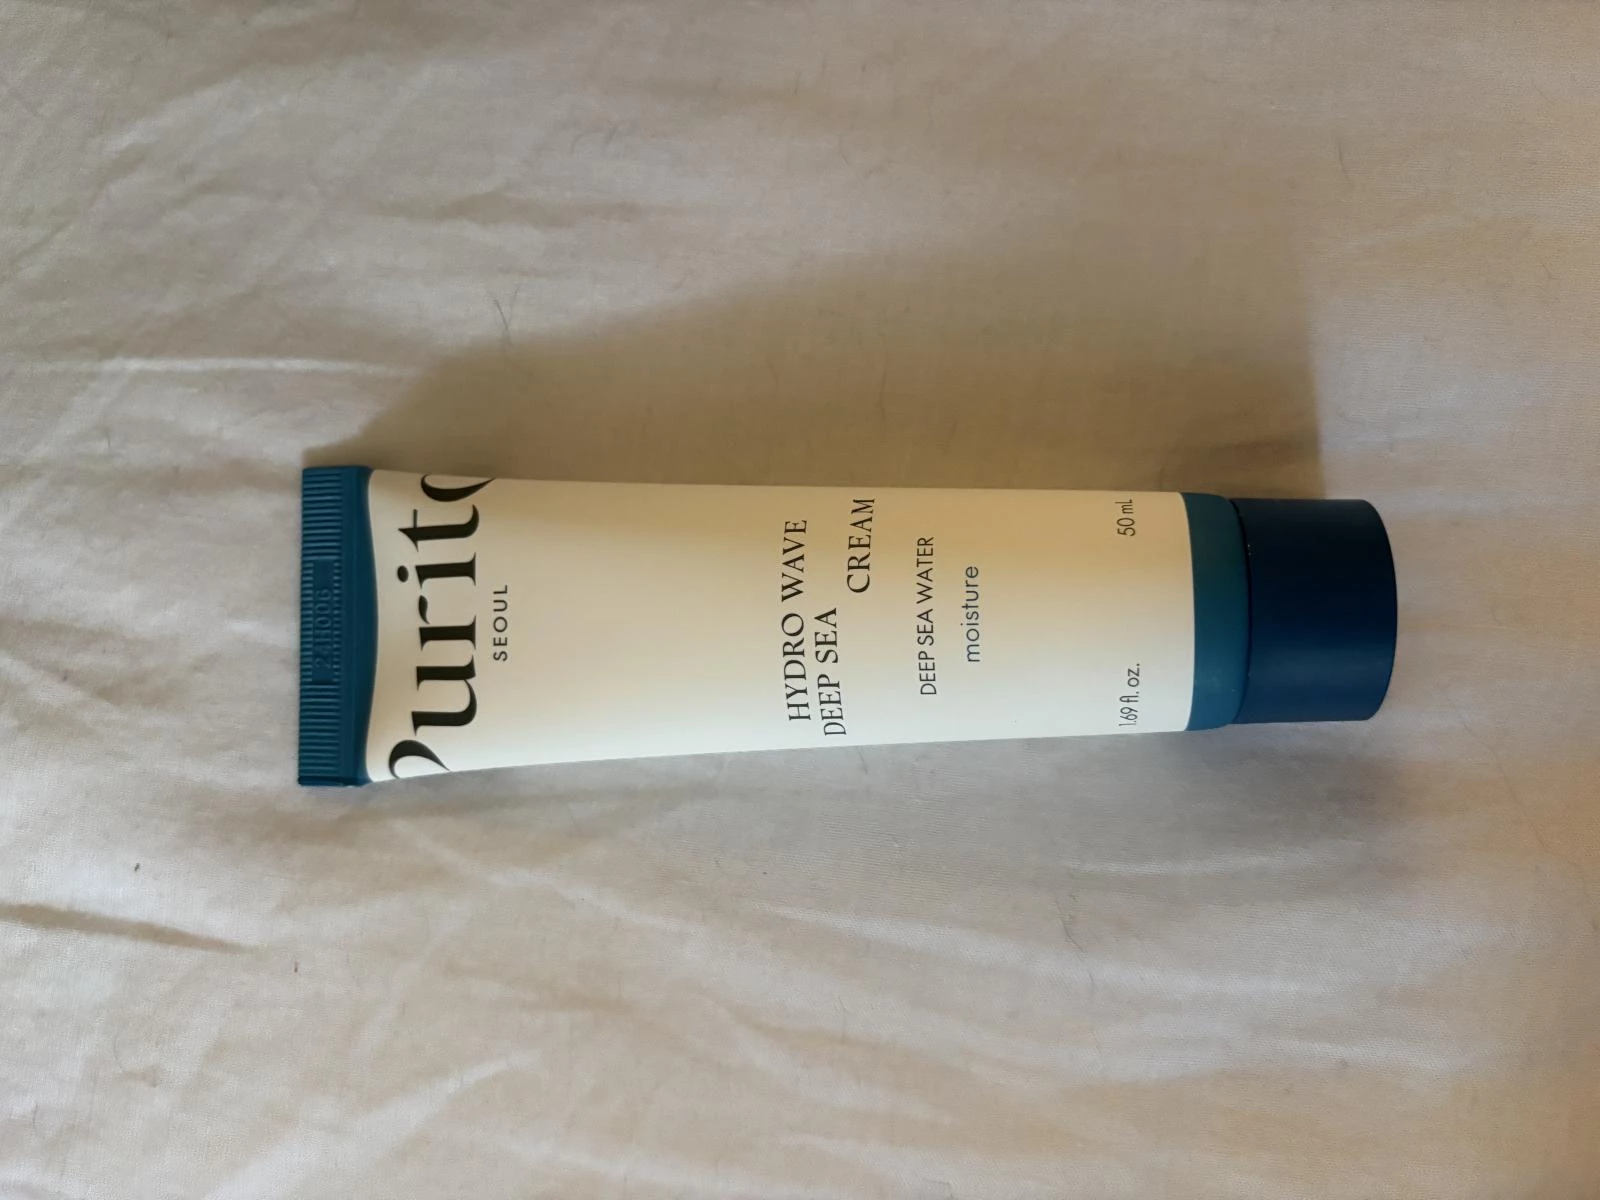 Purito
SEOUL
HYDRO WAVE
DEEP SEA
CREAM
DEEP SEA WATER
moisture
1.69 fl. oz.
50 mL